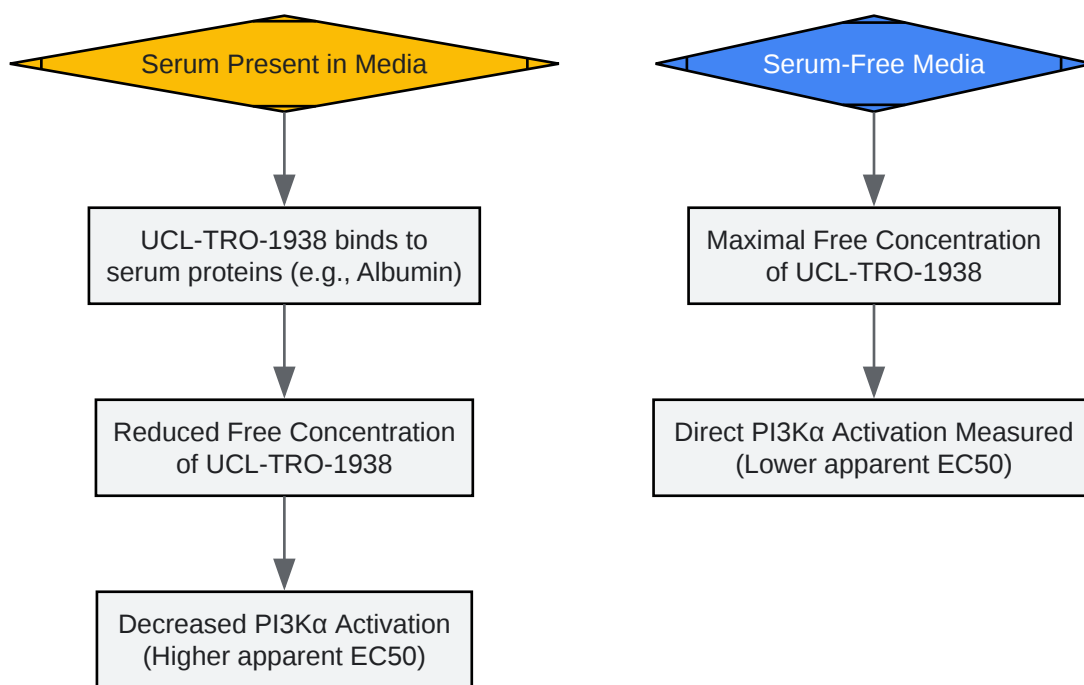 Serum Present in Media
UCL-TRO-1938 binds to
serum proteins (e.g., Albumin)
Reduced Free Concentration
of UCL-TRO-1938
Decreased PI3Kα Activation
(Higher apparent EC50)
Serum-Free Media
Maximal Free Concentration
of UCL-TRO-1938
Direct PI3Kα Activation Measured
(Lower apparent EC50)